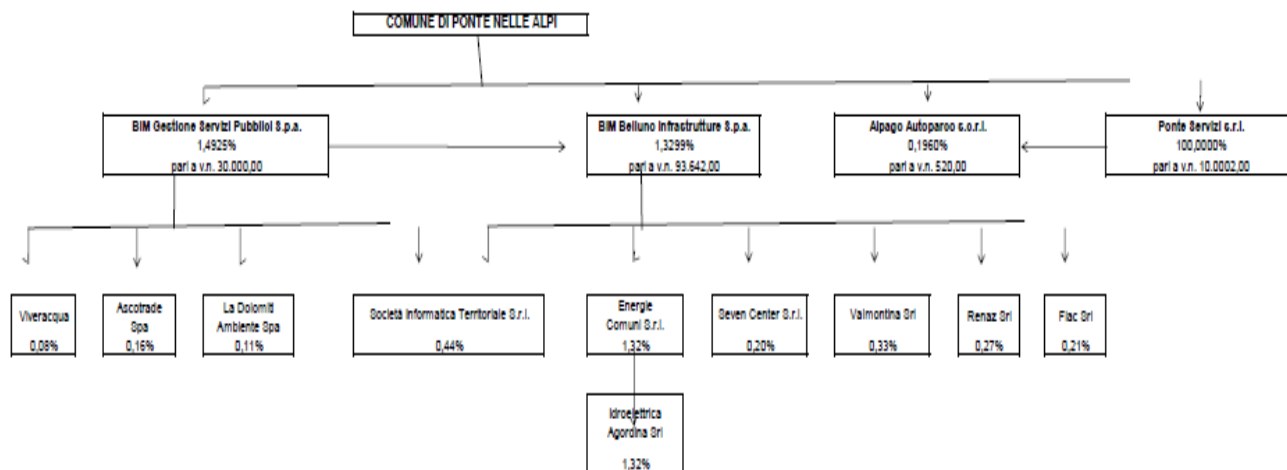 COMUNE DI PONTE NELLE ALPI
BIM Gestione Servizi Pubblici S.p.a.
1,4925%
pari a v.n. 30.000,00
BIM Belluno Infrastrutture S.p.a.
1,3299%
pari a v.n. 93.642,00
Alpago Autoparco s.c.r.l.
0,1960%
pari a v.n. 520,00
Ponte Servizi s.r.l.
100,0000%
pari a v.n. 10.0002,00
Viveracqua
0,08%
Ascotrade
Spa
0,16%
La Dolomiti
Ambiente Spa
0,11%
Società Informatica Territoriale S.r.l.
0,44%
Energie
Comuni S.r.l.
1,32%
Seven Center S.r.l.
0,20%
Valmontina Srl
0,33%
Renaz Srl
0,27%
Fiac Srl
0,21%
Idroelettrica
Agordina Srl
1,32%